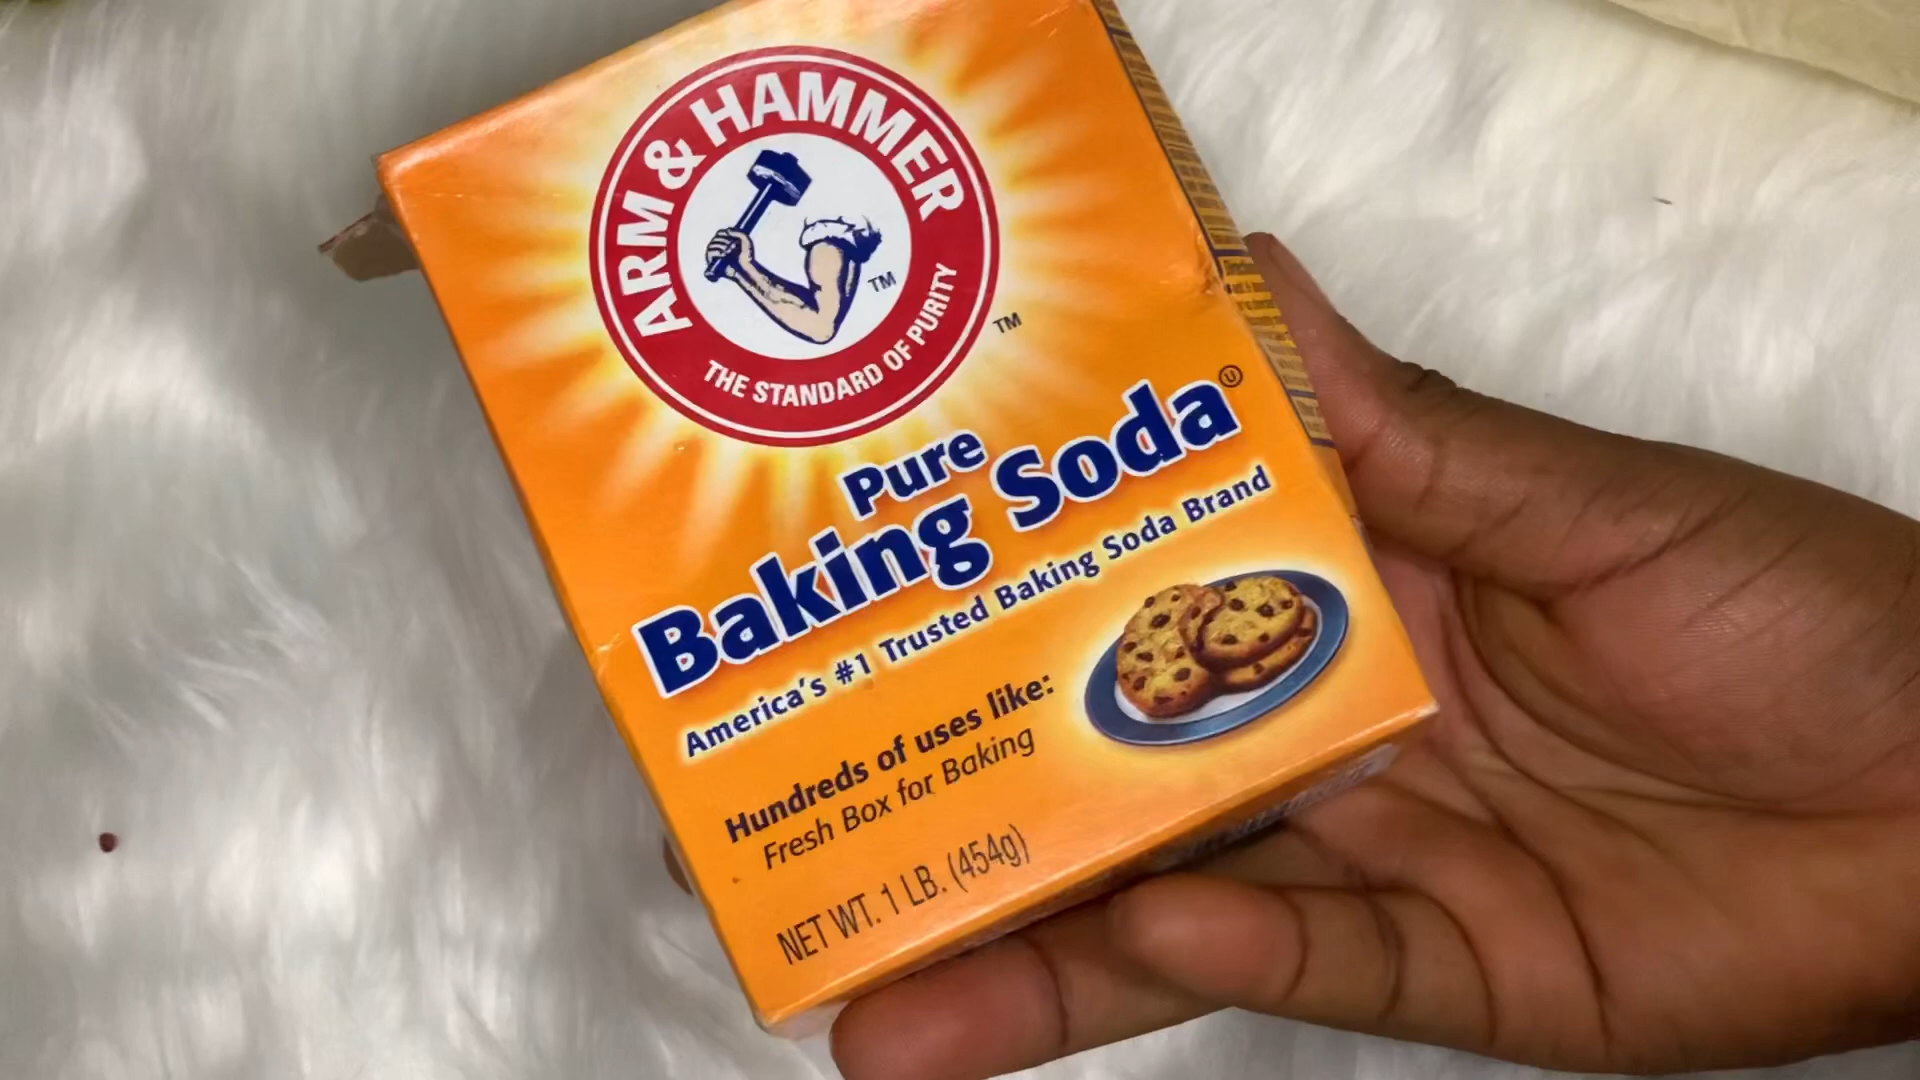 ARM & HAMMER
TM
THE STANDARD OF PURITY
TM
Pure
Baking Soda
America's #1 Trusted Baking Soda Brand
Hundreds of uses like:
Fresh Box for Baking
NET WT. 1 LB. (454g)